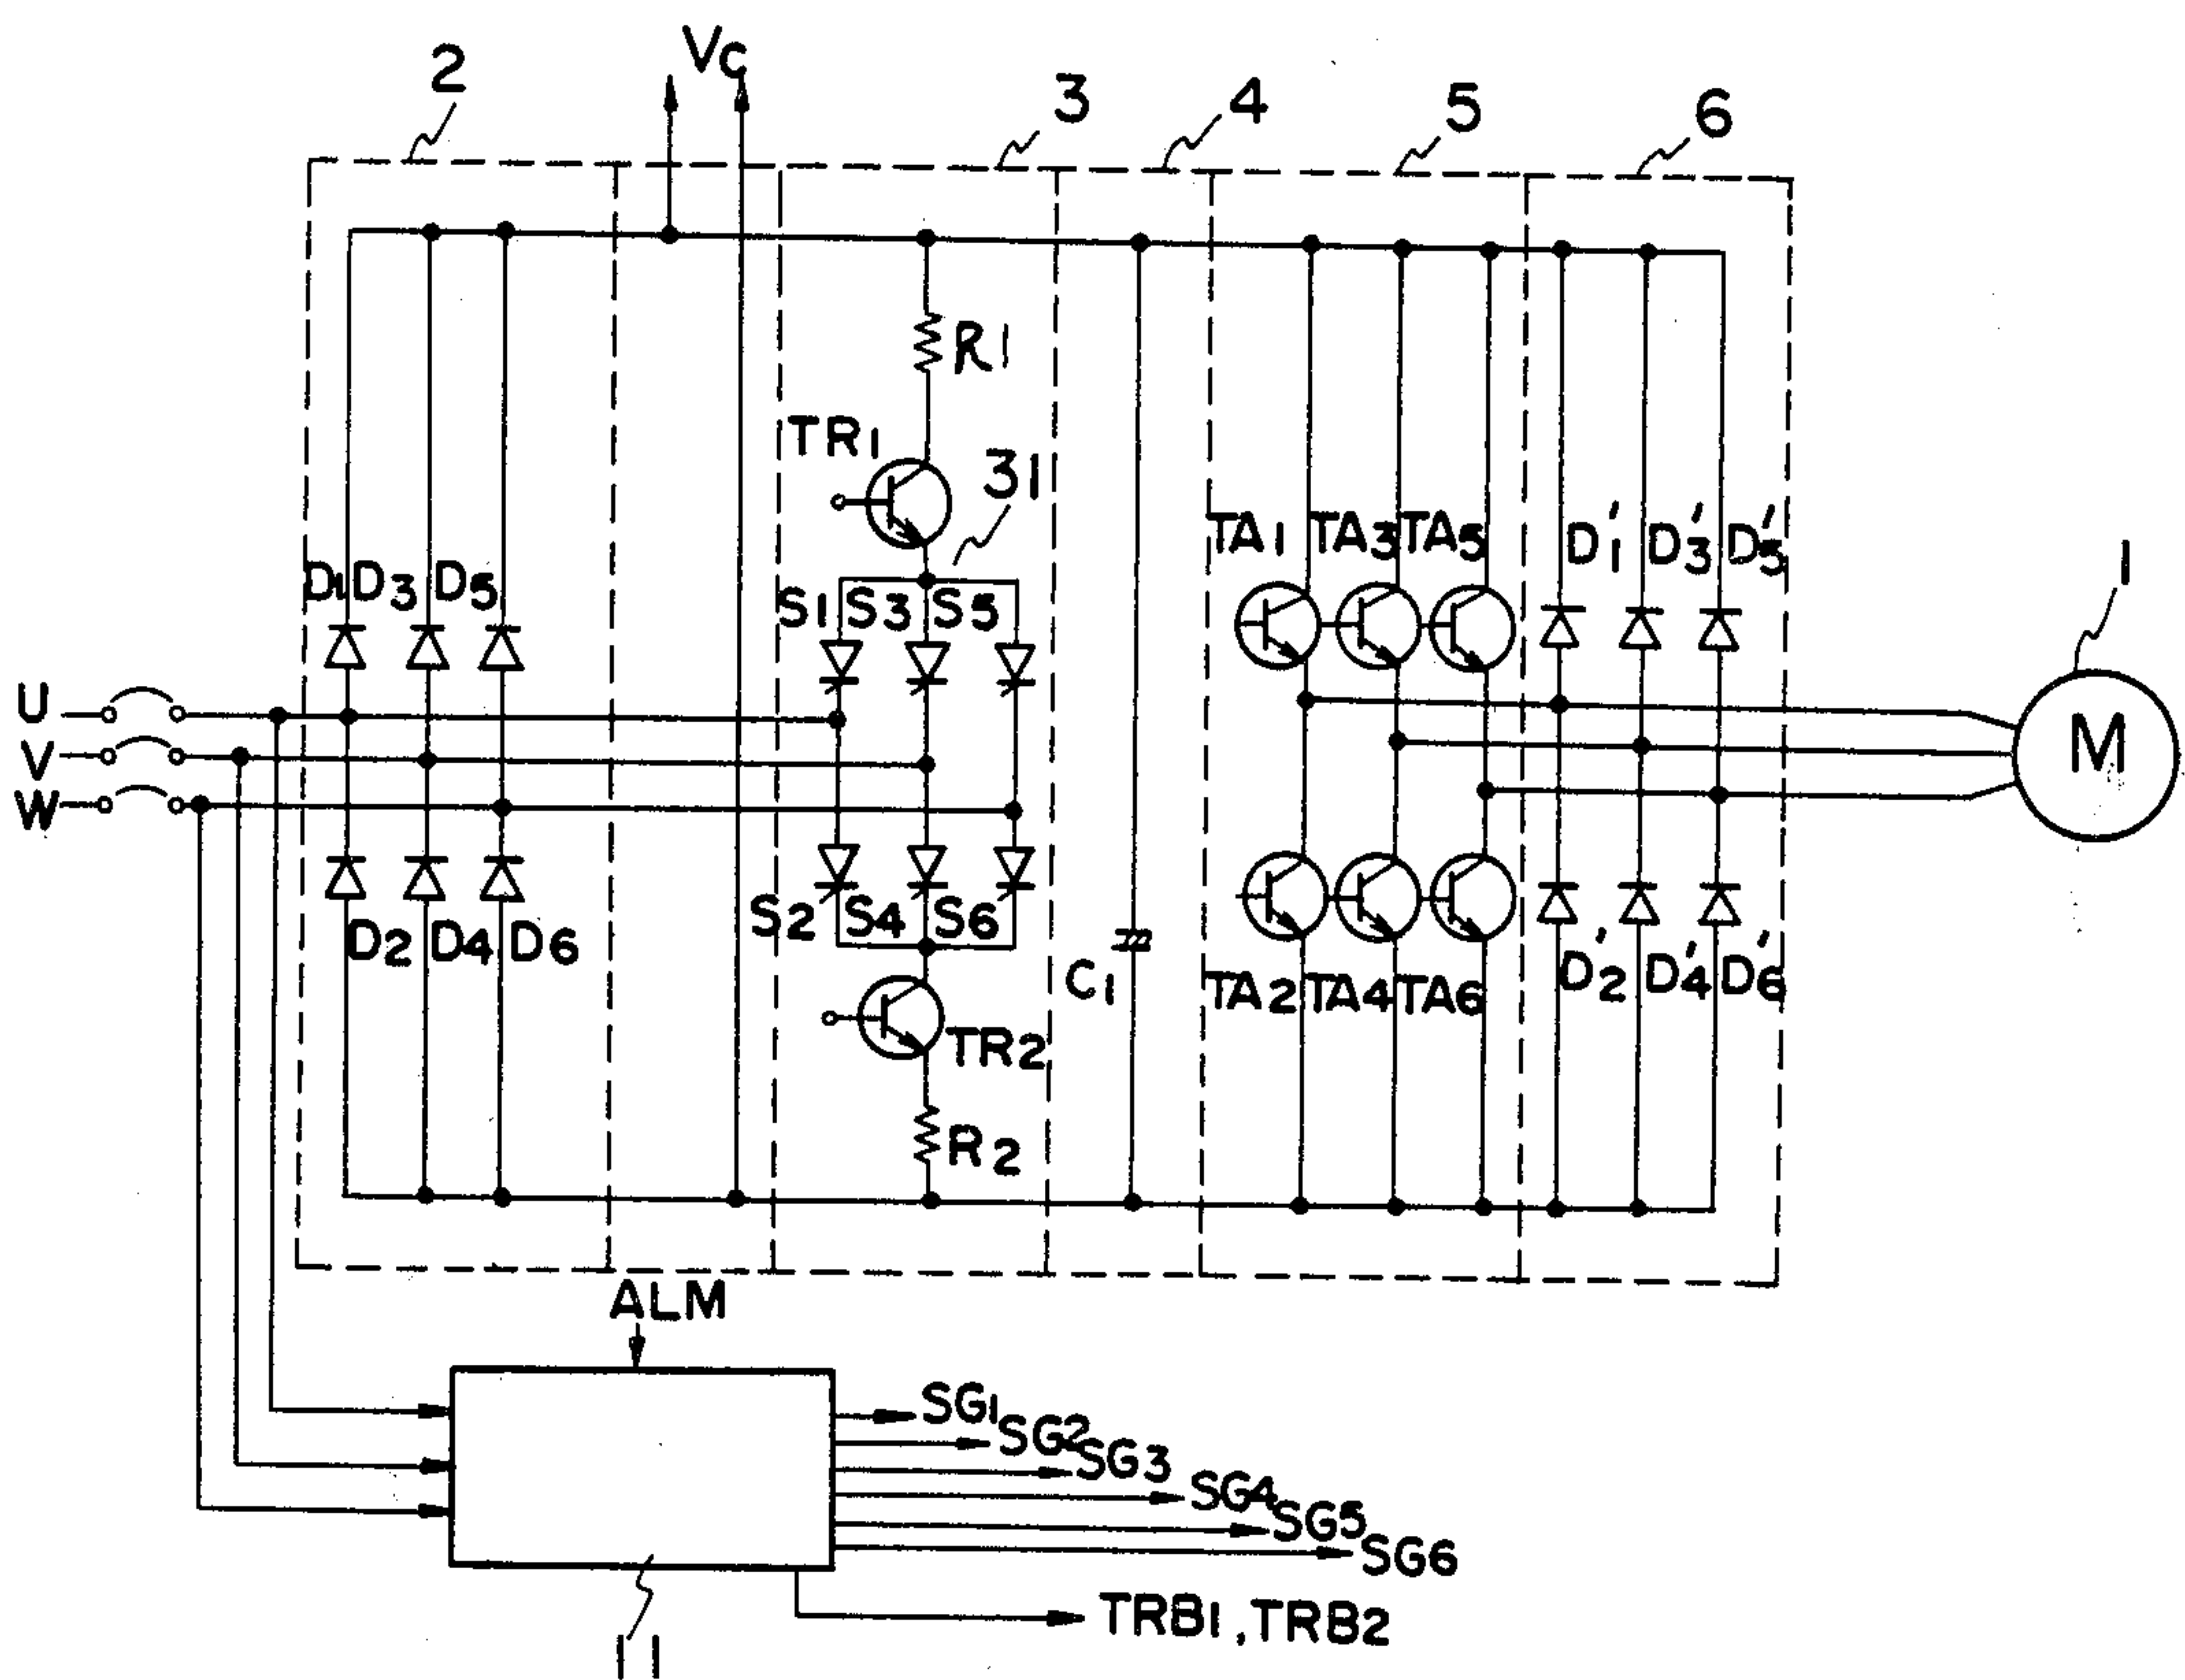 2
VC
3
4
5
6
R1
TR1
31
TA1 TA3 TA5
D'1 D'3 D'5
1
D1 D3 D5
S1 S3 S5
U
V
W
M
S2 S4 S6
D2 D4 D6
C1
TA2 TA4 TA6
D'2 D'4 D'6
TR2
R2
ALM
SG1
SG2
SG3
SG4
SG5
SG6
TRB1, TRB2
11